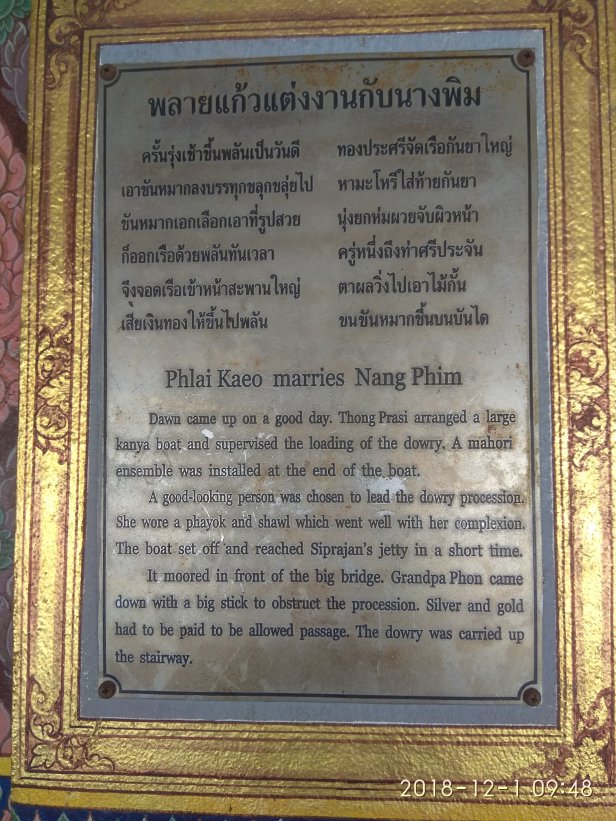 พลายแก้วแต่งงานกับนางพิม
ครั้นรุ่งเช้าขึ้นพลันเป็นวันดี ทองประศรีจัดเรือกันยาใหญ่
เอาขันหมากลงบรรทุกขลุกขลุ่ยไป หามะโหรีใส่ท้ายกันยา
ขันหมากเอกเลือกเอาที่รูปสวย นุ่งยกห่มผวยจับผิวหน้า
ก็ออกเรือด้วยพลันทันเวลา ครู่หนึ่งถึงท่าศรีประจัน
จึงจอดเรือเข้าหน้าสะพานใหญ่ ตาผลวิ่งไปเอาไม้กั้น
เสียเงินทองให้ขึ้นไปพลัน ขนขันหมากขึ้นบนบันได
Phlai Kaeo marries Nang Phim
Dawn came up on a good day. Thong Prasi arranged a large
kanya boat and supervised the loading of the dowry. A mahori
ensemble was installed at the end of the boat.
A good-looking person was chosen to lead the dowry procession.
She wore a phayok and shawl which went well with her complexion.
The boat set off and reached Siprajan's jetty in a short time.
It moored in front of the big bridge. Grandpa Phon came
down with a big stick to obstruct the procession. Silver and gold
had to be paid to be allowed passage. The dowry was carried up
the stairway.
2018-12-1 09:48